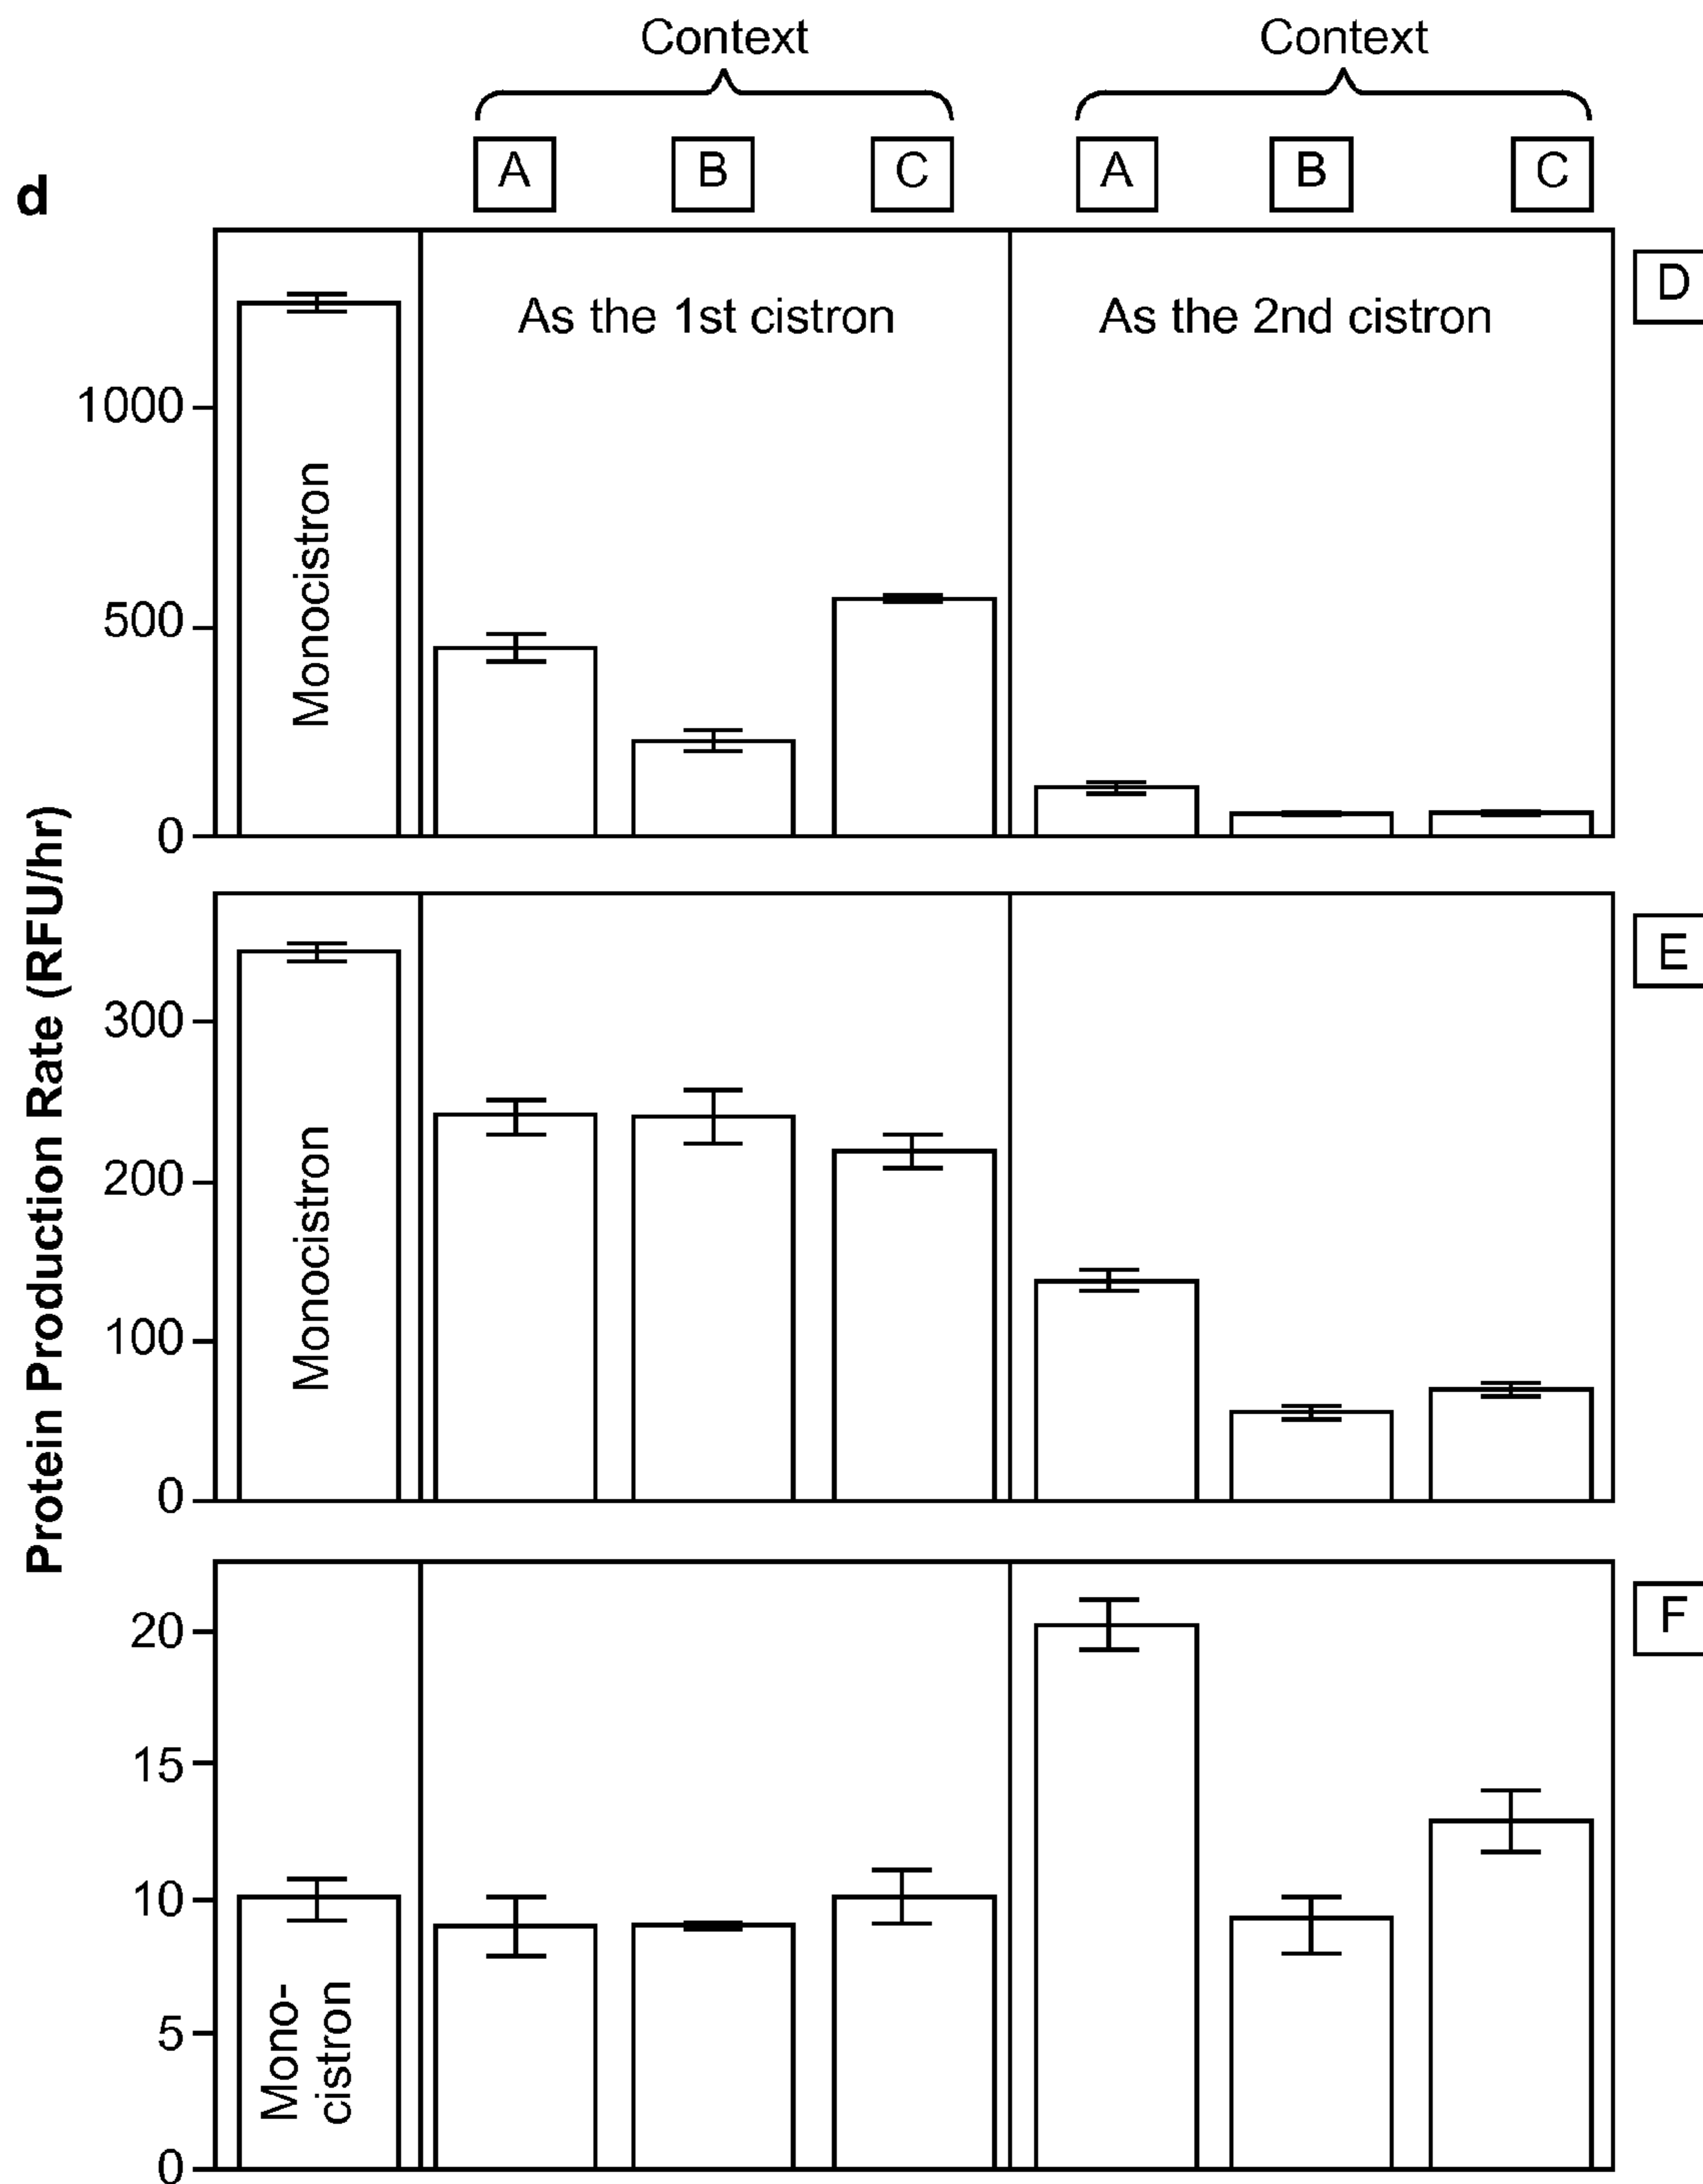 Context
Context
A
B
C
A
B
C
d
D
As the 1st cistron
As the 2nd cistron
1000
500
0
Monocistron
Protein Production Rate (RFU/hr)
E
300
200
100
0
Monocistron
F
20
15
10
5
0
Mono-
cistron